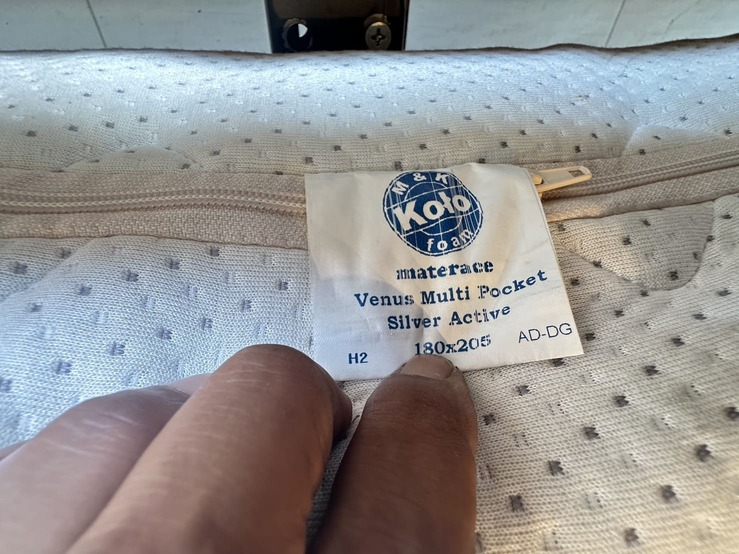 M & K
Koło
foam
materace
Venus Multi Pocket
Silver Active
H2 180x205 AD-DG